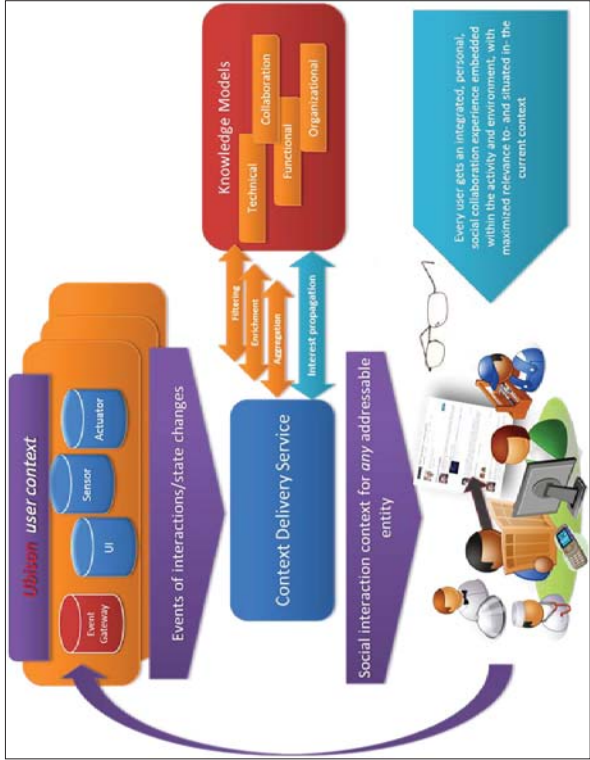 Ubison user context
Event
Gateway
UI
Sensor
Actuator
Events of interactions/state changes
Context Delivery Service
Filtering
Enrichment
Aggregation
Interest propagation
Knowledge Models
Technical
Collaboration
Functional
Organizational
Social interaction context for any addressable
entity
Every user gets an integrated, personal,
social collaboration experience embedded
within the activity and environment, with
maximized relevance to- and situated in- the
current context